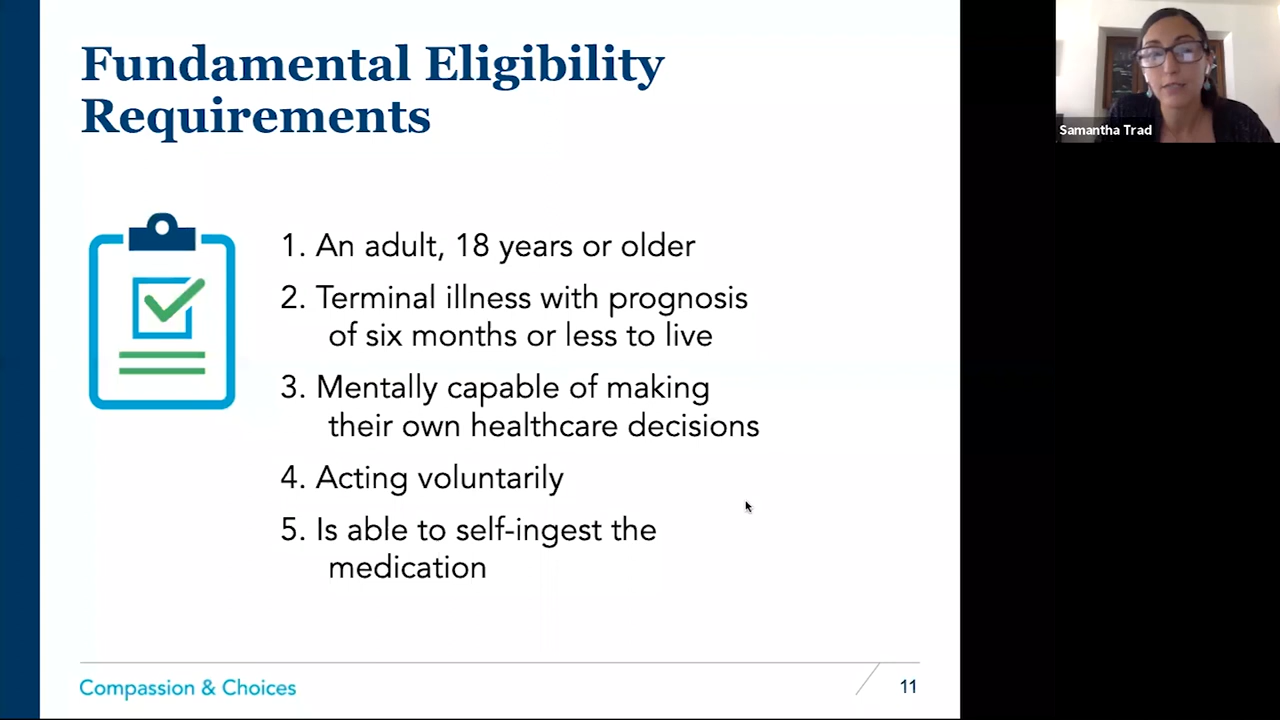 Fundamental Eligibility
Requirements
1. An adult, 18 years or older
2. Terminal illness with prognosis
of six months or less to live
3. Mentally capable of making
their own healthcare decisions
4. Acting voluntarily
5. Is able to self-ingest the
medication
Compassion & Choices
11
Samantha Trad